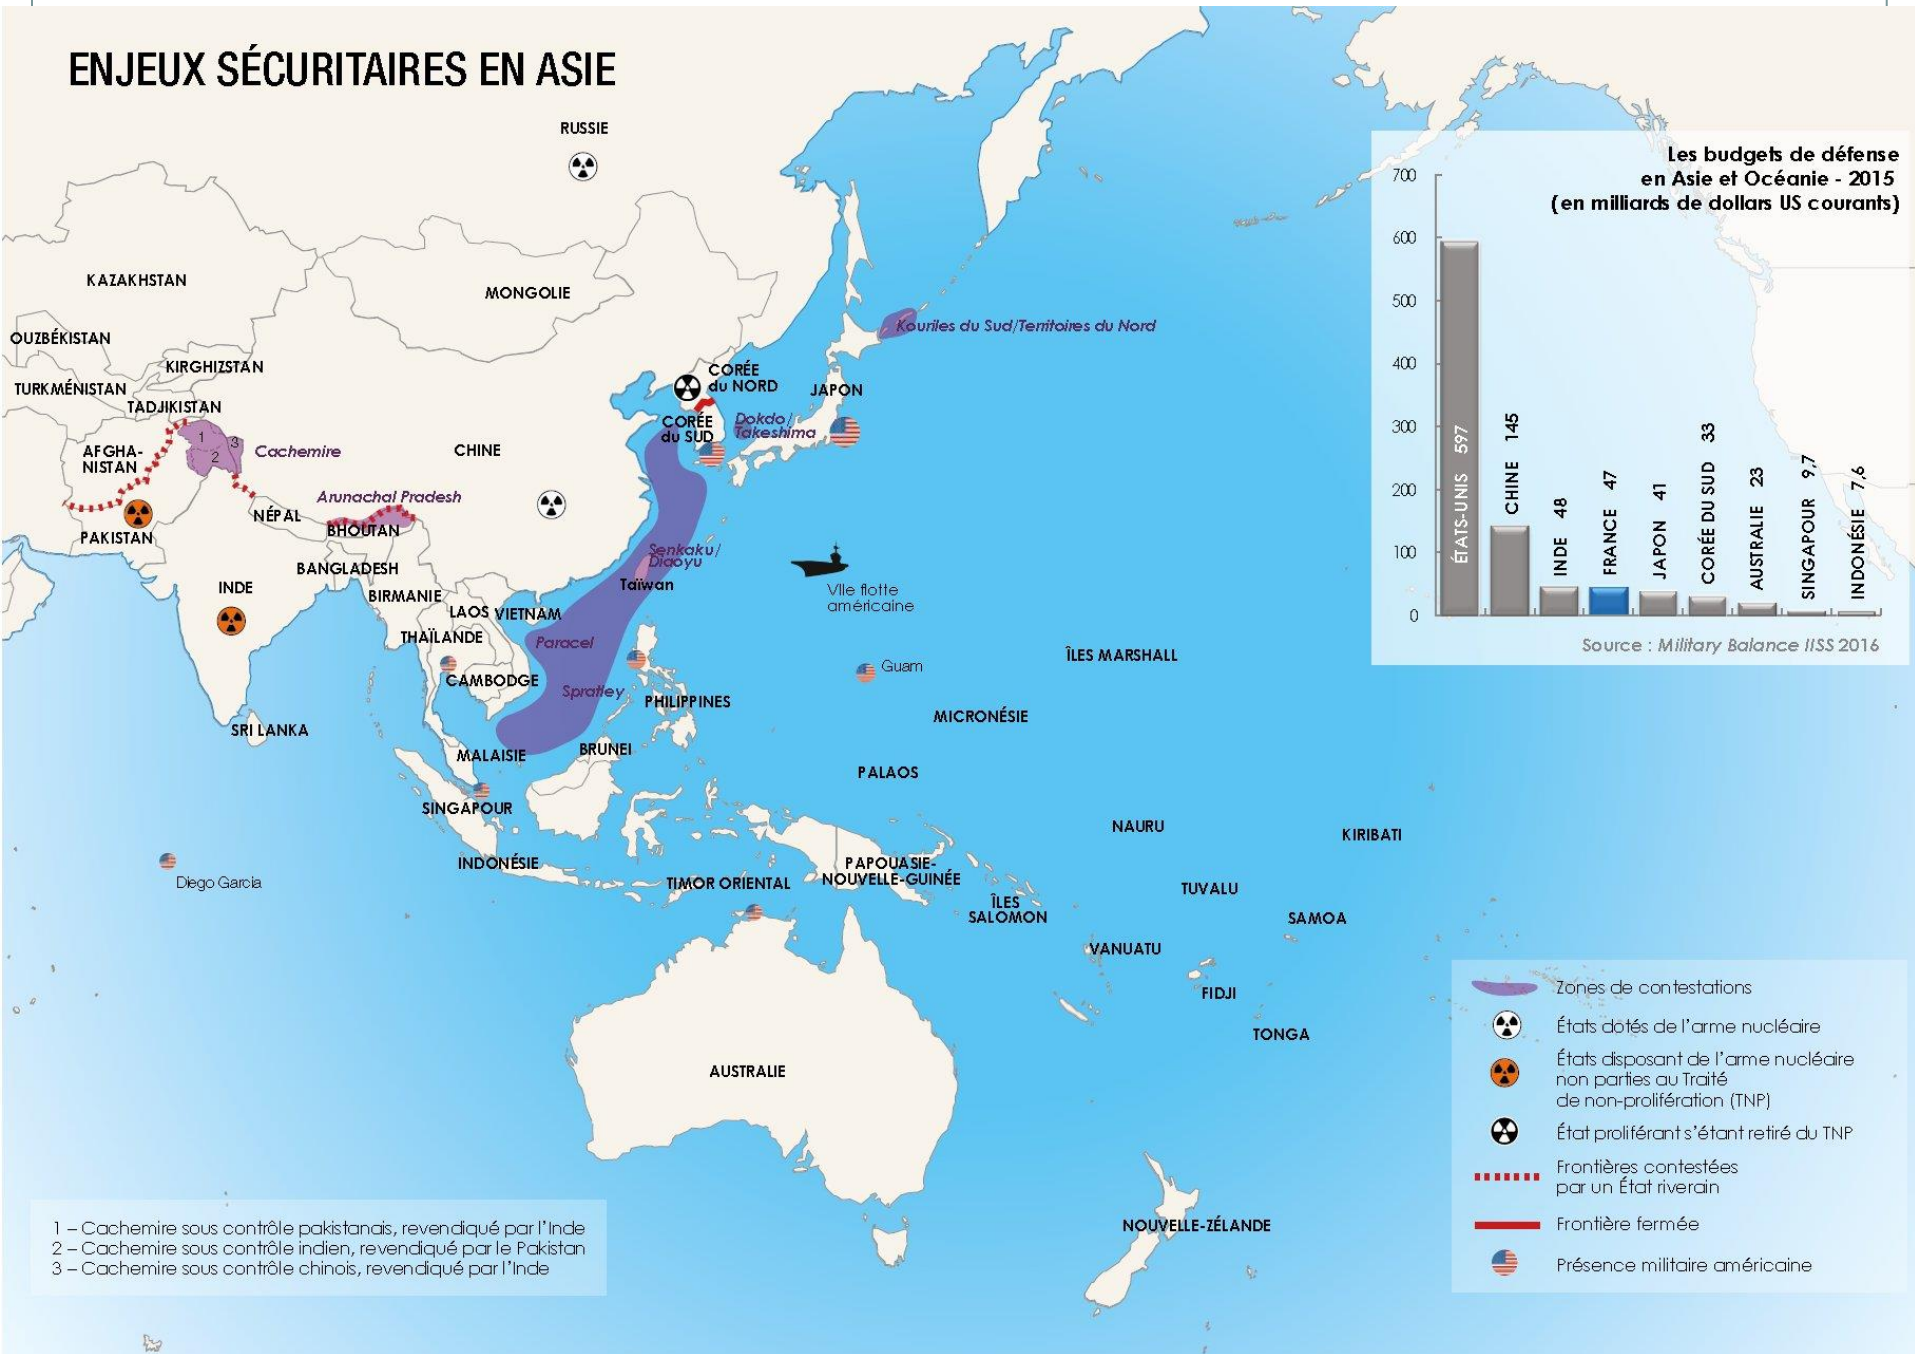 ENJEUX SÉCURITAIRES EN ASIE
RUSSIE
KAZAKHSTAN
MONGOLIE
OUZBÉKISTAN
KIRGHIZSTAN
TURKMÉNISTAN
TADJIKISTAN
AFGHA-
NISTAN
1
2
3
Cachemire
CHINE
CORÉE
du NORD
CORÉE
du SUD
JAPON
Dokdo/
Takeshima
Kouriles du Sud/Territoires du Nord
Arunachal Pradesh
NÉPAL
BHOUTAN
PAKISTAN
BANGLADESH
INDE
BIRMANIE
LAOS
VIETNAM
THAÏLANDE
CAMBODGE
Senkaku/
Diaoyu
Taïwan
Paracel
Spratley
VIIe flotte
américaine
Guam
ÎLES MARSHALL
PHILIPPINES
MICRONÉSIE
SRI LANKA
MALAISIE
BRUNEI
PALAOS
SINGAPOUR
NAURU
KIRIBATI
INDONÉSIE
Diego Garcia
TIMOR ORIENTAL
PAPOUASIE-
NOUVELLE-GUINÉE
ÎLES
SALOMON
TUVALU
SAMOA
VANUATU
FIDJI
TONGA
AUSTRALIE
NOUVELLE-ZÉLANDE
Les budgets de défense
en Asie et Océanie - 2015
(en milliards de dollars US courants)
700
600
500
400
300
200
100
0
ÉTATS-UNIS 597
CHINE 145
INDE 48
FRANCE 47
JAPON 41
CORÉE DU SUD 33
AUSTRALIE 23
SINGAPOUR 9,7
INDONÉSIE 7,6
Source : Military Balance IISS 2016
Zones de contestations
États dotés de l'arme nucléaire
États disposant de l'arme nucléaire
non parties au Traité
de non-prolifération (TNP)
État proliférant s'étant retiré du TNP
Frontières contestées
par un État riverain
Frontière fermée
Présence militaire américaine
1 – Cachemire sous contrôle pakistanais, revendiqué par l'Inde
2 – Cachemire sous contrôle indien, revendiqué par le Pakistan
3 – Cachemire sous contrôle chinois, revendiqué par l'Inde